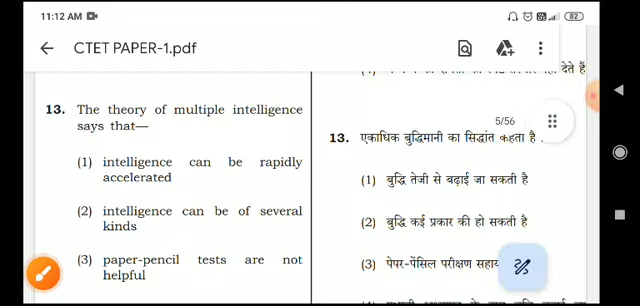 11:12 AM
82
CTET PAPER-1.pdf
देते हैं
13. The theory of multiple intelligence
says that—
(1) intelligence can be rapidly
accelerated
(2) intelligence can be of several
kinds
(3) paper-pencil tests are not
helpful
5/56
13. एकाधिक बुद्धिमानी का सिद्धांत कहता है
(1) बुद्धि तेजी से बढ़ाई जा सकती है
(2) बुद्धि कई प्रकार की हो सकती है
(3) पेपर-पेंसिल परीक्षण